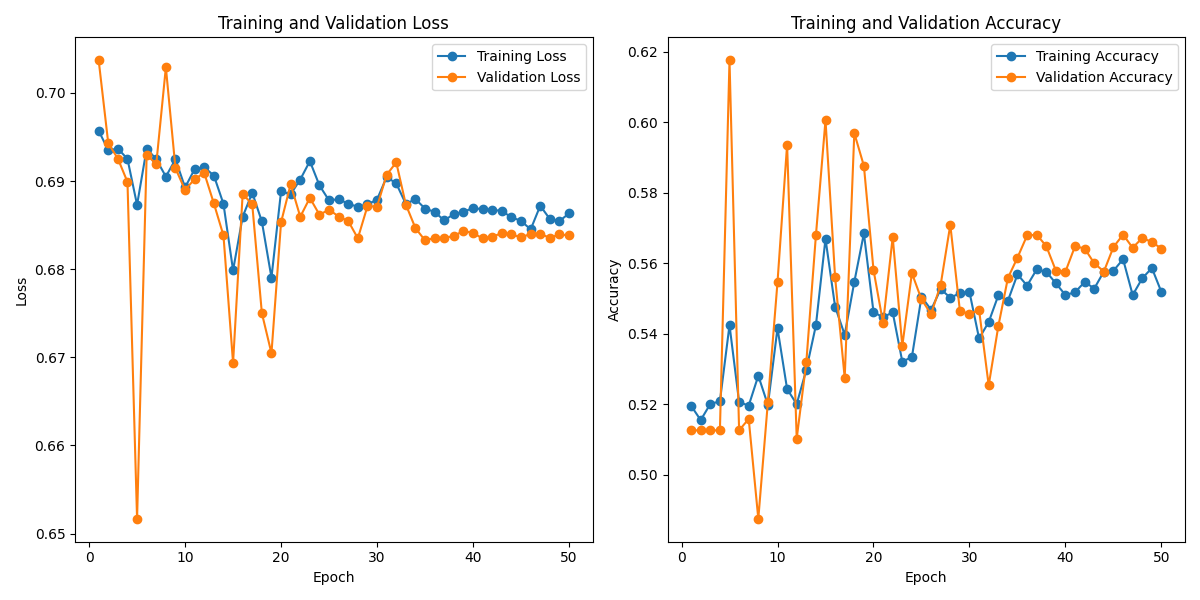 Training and Validation Loss
Training Loss
Validation Loss
0.70
0.69
0.68
0.67
0.66
0.65
Loss
0
10
20
30
40
50
Epoch
Training and Validation Accuracy
Training Accuracy
Validation Accuracy
0.62
0.60
0.58
0.56
0.54
0.52
0.50
Accuracy
0
10
20
30
40
50
Epoch